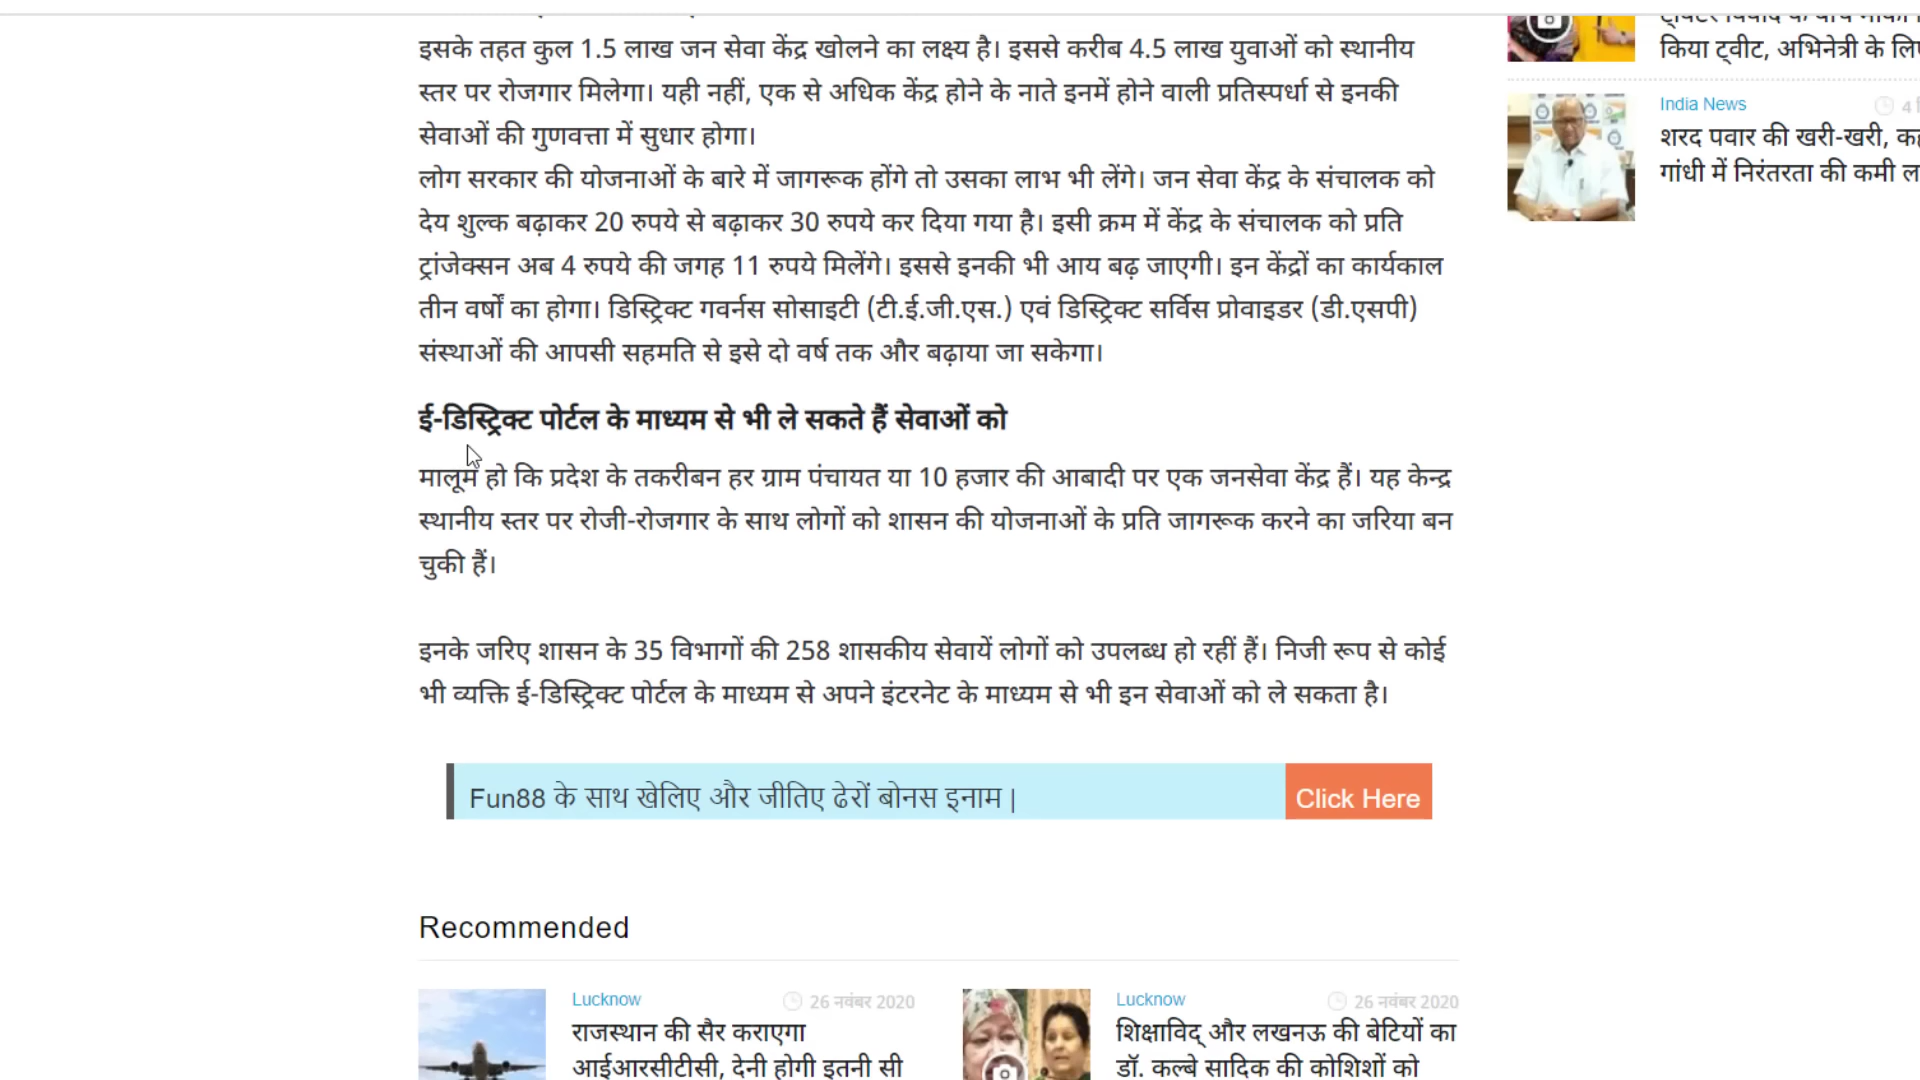 इसके तहत कुल 1.5 लाख जन सेवा केंद्र खोलने का लक्ष्य है। इससे करीब 4.5 लाख युवाओं को स्थानीय
स्तर पर रोजगार मिलेगा। यही नहीं, एक से अधिक केंद्र होने के नाते इनमें होने वाली प्रतिस्पर्धा से इनकी
सेवाओं की गुणवत्ता में सुधार होगा।
लोग सरकार की योजनाओं के बारे में जागरूक होंगे तो उसका लाभ भी लेंगे। जन सेवा केंद्र के संचालक को
देय शुल्क बढ़ाकर 20 रुपये से बढ़ाकर 30 रुपये कर दिया गया है। इसी क्रम में केंद्र के संचालक को प्रति
ट्रांजेक्सन अब 4 रुपये की जगह 11 रुपये मिलेंगे। इससे इनकी भी आय बढ़ जाएगी। इन केंद्रों का कार्यकाल
तीन वर्षों का होगा। डिस्ट्रिक्ट गवर्नस सोसाइटी (टी.ई.जी.एस.) एवं डिस्ट्रिक्ट सर्विस प्रोवाइडर (डी.एसपी)
संस्थाओं की आपसी सहमति से इसे दो वर्ष तक और बढ़ाया जा सकेगा।
ई-डिस्ट्रिक्ट पोर्टल के माध्यम से भी ले सकते हैं सेवाओं को
मालूम हो कि प्रदेश के तकरीबन हर ग्राम पंचायत या 10 हजार की आबादी पर एक जनसेवा केंद्र हैं। यह केन्द्र
स्थानीय स्तर पर रोजी-रोजगार के साथ लोगों को शासन की योजनाओं के प्रति जागरूक करने का जरिया बन
चुकी हैं।
इनके जरिए शासन के 35 विभागों की 258 शासकीय सेवायें लोगों को उपलब्ध हो रहीं हैं। निजी रूप से कोई
भी व्यक्ति ई-डिस्ट्रिक्ट पोर्टल के माध्यम से अपने इंटरनेट के माध्यम से भी इन सेवाओं को ले सकता है।
Fun88 के साथ खेलिए और जीतिए ढेरों बोनस इनाम |
Click Here
Recommended
Lucknow
26 नवंबर 2020
राजस्थान की सैर कराएगा
आईआरसीटीसी, देनी होगी इतनी सी
Lucknow
26 नवंबर 2020
शिक्षाविद् और लखनऊ की बेटियों का
डॉ. कल्बे सादिक की कोशिशों को
किया ट्वीट, अभिनेत्री के
India News
4
शरद पवार की खरी-खरी,
गांधी में निरंतरता की कमी